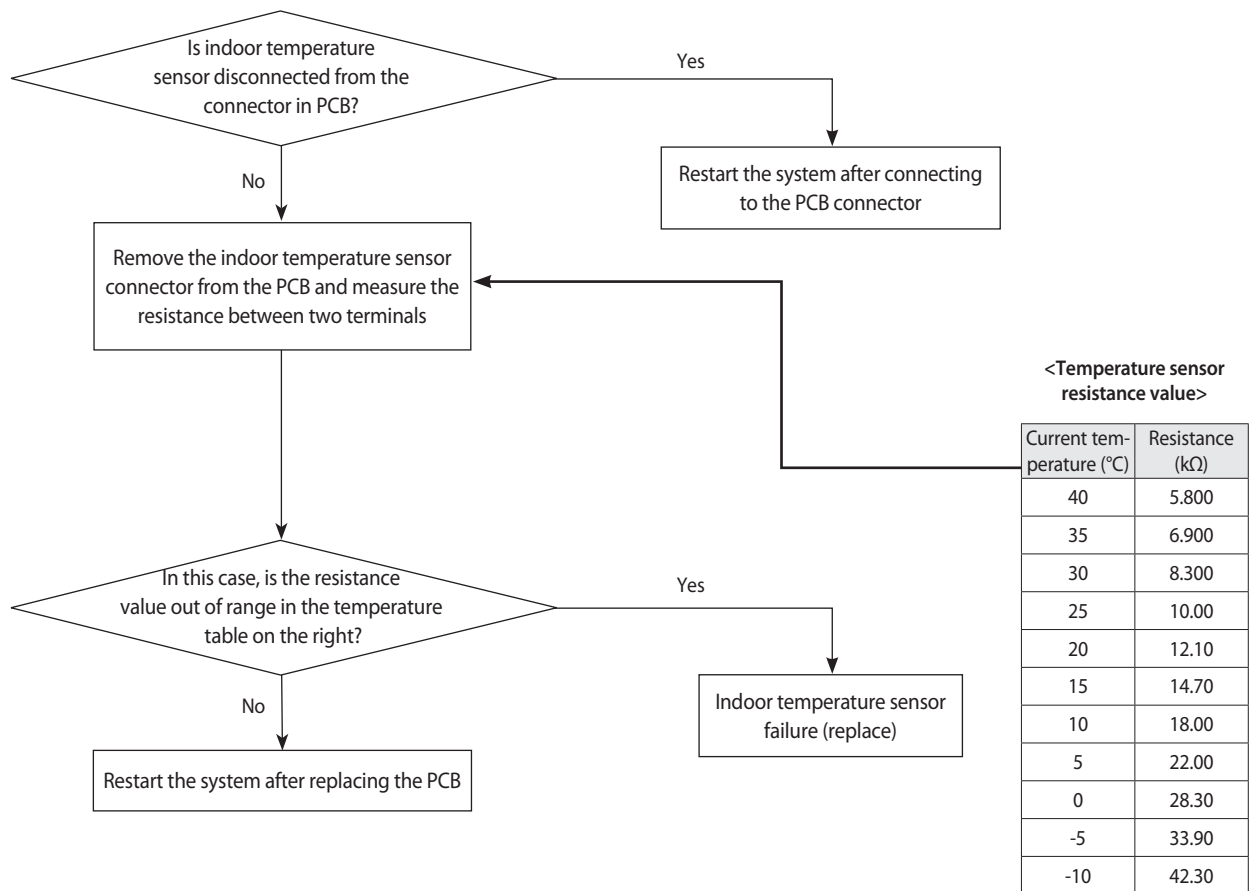 Is indoor temperature
sensor disconnected from the
connector in PCB?
Yes
Restart the system after connecting
to the PCB connector
No
Remove the indoor temperature sensor
connector from the PCB and measure the
resistance between two terminals
<Temperature sensor
resistance value>
Current tem-
perature (°C)
Resistance
(kΩ)
40 5.800
35 6.900
30 8.300
25 10.00
20 12.10
15 14.70
10 18.00
5 22.00
0 28.30
-5 33.90
-10 42.30
In this case, is the resistance
value out of range in the temperature
table on the right?
Yes
Indoor temperature sensor
failure (replace)
No
Restart the system after replacing the PCB